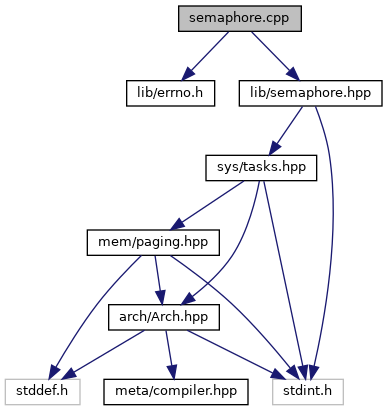 semaphore.cpp
lib/errno.h
lib/semaphore.hpp
sys/tasks.hpp
mem/paging.hpp
arch/Arch.hpp
stddef.h
meta/compiler.hpp
stdint.h